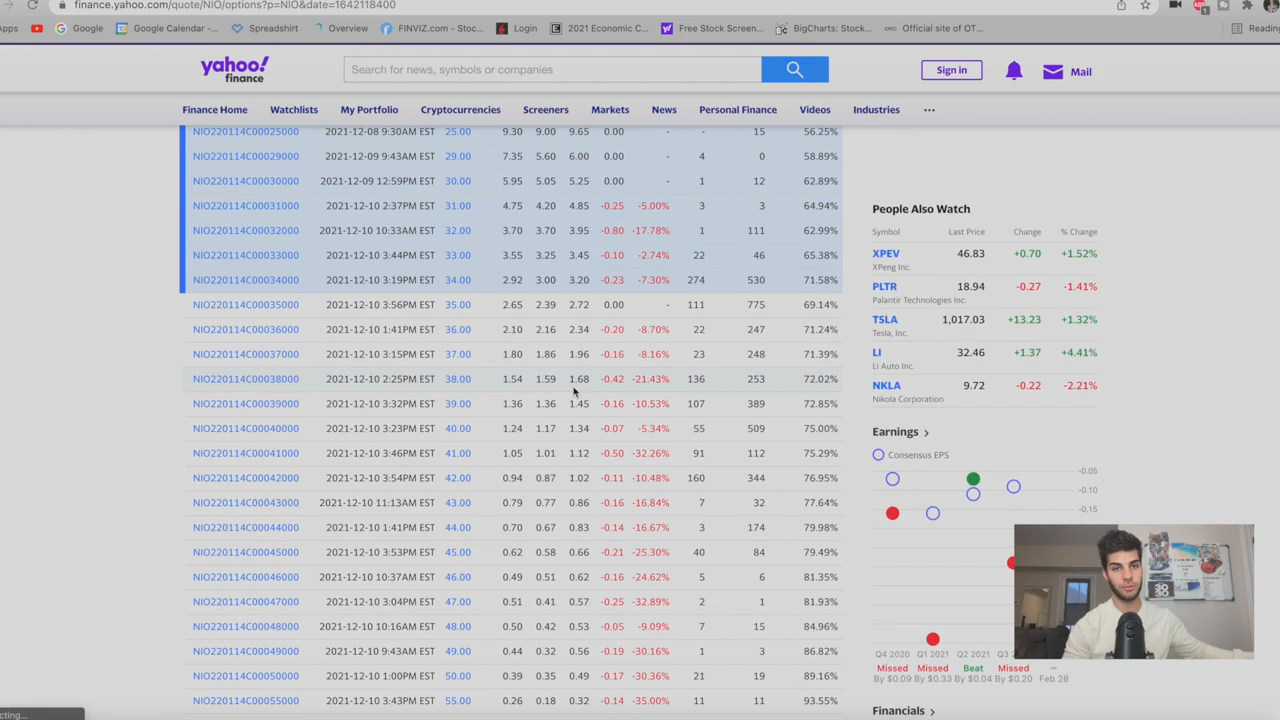 finance.yahoo.com/quote/NIO/options?p=NIO&date=1642118400
Apps Google Google Calendar -... Spreadshirt Overview FINVIZ.com - Stoc... Login 2021 Economic C... Free Stock Screen... BigCharts: Stock... Official site of OT... Reading
yahoo!
finance
Search for news, symbols or companies
Sign in
Mail
Finance Home Watchlists My Portfolio Cryptocurrencies Screeners Markets News Personal Finance Videos Industries ...
NIO220114C00025000 2021-12-08 9:30AM EST 25.00 9.30 9.00 9.65 0.00 - - 15 56.25%
NIO220114C00029000 2021-12-09 9:43AM EST 29.00 7.35 5.60 6.00 0.00 - 4 0 58.89%
NIO220114C00030000 2021-12-09 12:59PM EST 30.00 5.95 5.05 5.25 0.00 - 1 12 62.89%
NIO220114C00031000 2021-12-10 2:37PM EST 31.00 4.75 4.20 4.85 -0.25 -5.00% 3 3 64.94%
NIO220114C00032000 2021-12-10 10:33AM EST 32.00 3.70 3.70 3.95 -0.80 -17.78% 1 111 62.99%
NIO220114C00033000 2021-12-10 3:44PM EST 33.00 3.55 3.25 3.45 -0.10 -2.74% 22 46 65.38%
NIO220114C00034000 2021-12-10 3:19PM EST 34.00 2.92 3.00 3.20 -0.23 -7.30% 274 530 71.58%
NIO220114C00035000 2021-12-10 3:56PM EST 35.00 2.65 2.39 2.72 0.00 - 111 775 69.14%
NIO220114C00036000 2021-12-10 1:41PM EST 36.00 2.10 2.16 2.34 -0.20 -8.70% 22 247 71.24%
NIO220114C00037000 2021-12-10 3:15PM EST 37.00 1.80 1.86 1.96 -0.16 -8.16% 23 248 71.39%
NIO220114C00038000 2021-12-10 2:25PM EST 38.00 1.54 1.59 1.68 -0.42 -21.43% 136 253 72.02%
NIO220114C00039000 2021-12-10 3:32PM EST 39.00 1.36 1.36 1.45 -0.16 -10.53% 107 389 72.85%
NIO220114C00040000 2021-12-10 3:23PM EST 40.00 1.24 1.17 1.34 -0.07 -5.34% 55 509 75.00%
NIO220114C00041000 2021-12-10 3:46PM EST 41.00 1.05 1.01 1.12 -0.50 -32.26% 91 112 75.29%
NIO220114C00042000 2021-12-10 3:54PM EST 42.00 0.94 0.87 1.02 -0.11 -10.48% 160 344 76.95%
NIO220114C00043000 2021-12-10 11:13AM EST 43.00 0.79 0.77 0.86 -0.16 -16.84% 7 32 77.64%
NIO220114C00044000 2021-12-10 1:41PM EST 44.00 0.70 0.67 0.83 -0.14 -16.67% 3 174 79.98%
NIO220114C00045000 2021-12-10 3:53PM EST 45.00 0.62 0.58 0.66 -0.21 -25.30% 40 84 79.49%
NIO220114C00046000 2021-12-10 10:37AM EST 46.00 0.49 0.51 0.62 -0.16 -24.62% 5 6 81.35%
NIO220114C00047000 2021-12-10 3:04PM EST 47.00 0.51 0.41 0.57 -0.25 -32.89% 2 1 81.93%
NIO220114C00048000 2021-12-10 10:16AM EST 48.00 0.50 0.42 0.53 -0.05 -9.09% 7 15 84.96%
NIO220114C00049000 2021-12-10 9:43AM EST 49.00 0.44 0.32 0.56 -0.19 -30.16% 1 3 86.82%
NIO220114C00050000 2021-12-10 1:00PM EST 50.00 0.39 0.35 0.49 -0.17 -30.36% 21 19 89.16%
NIO220114C00055000 2021-12-10 3:43PM EST 55.00 0.26 0.18 0.32 -0.14 -35.00% 11 11 93.55%
People Also Watch
Symbol Last Price Change % Change
XPEV 46.83 +0.70 +1.52%
XPeng Inc.
PLTR 18.94 -0.27 -1.41%
Palantir Technologies Inc.
TSLA 1,017.03 +13.23 +1.32%
Tesla, Inc.
LI 32.46 +1.37 +4.41%
Li Auto Inc.
NKLA 9.72 -0.22 -2.21%
Nikola Corporation
Earnings >
Consensus EPS
-0.05
-0.10
-0.15
Q4 2020 Q1 2021 Q2 2021 Q3
Missed Missed Beat Missed --
By $0.09 By $0.33 By $0.04 By $0.20 Feb 28
Financials >